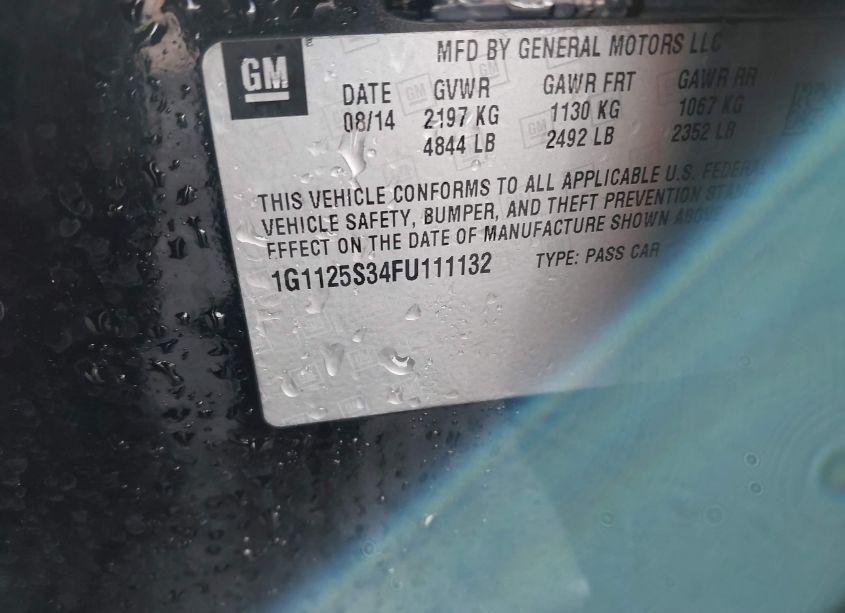 GM
MFD BY GENERAL MOTORS LLC
DATE GVWR GAWR FRT GAWR RR
08/14 2197 KG 1130 KG 1067 KG
4844 LB 2492 LB 2352 LB
THIS VEHICLE CONFORMS TO ALL APPLICABLE U.S. FEDERAL
VEHICLE SAFETY, BUMPER, AND THEFT PREVENTION
EFFECT ON THE DATE OF MANUFACTURE SHOWN ABOVE
1G1125S34FU111132 TYPE: PASS CAR